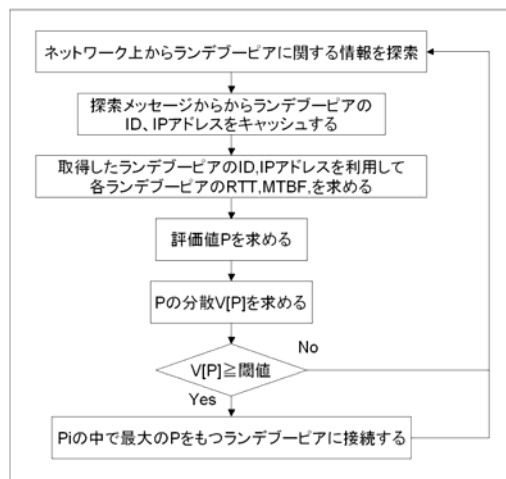 ネットワーク上からランデブーピアに関する情報を探索
探索メッセージからからランデブーピアの
ID、IPアドレスをキャッシュする
取得したランデブーピアのID,IPアドレスを利用して
各ランデブーピアのRTT,MTBF,を求める
評価値Pを求める
Pの分散V[P]を求める
No
V[P]≧閾値
Yes
Piの中で最大のPをもつランデブーピアに接続する